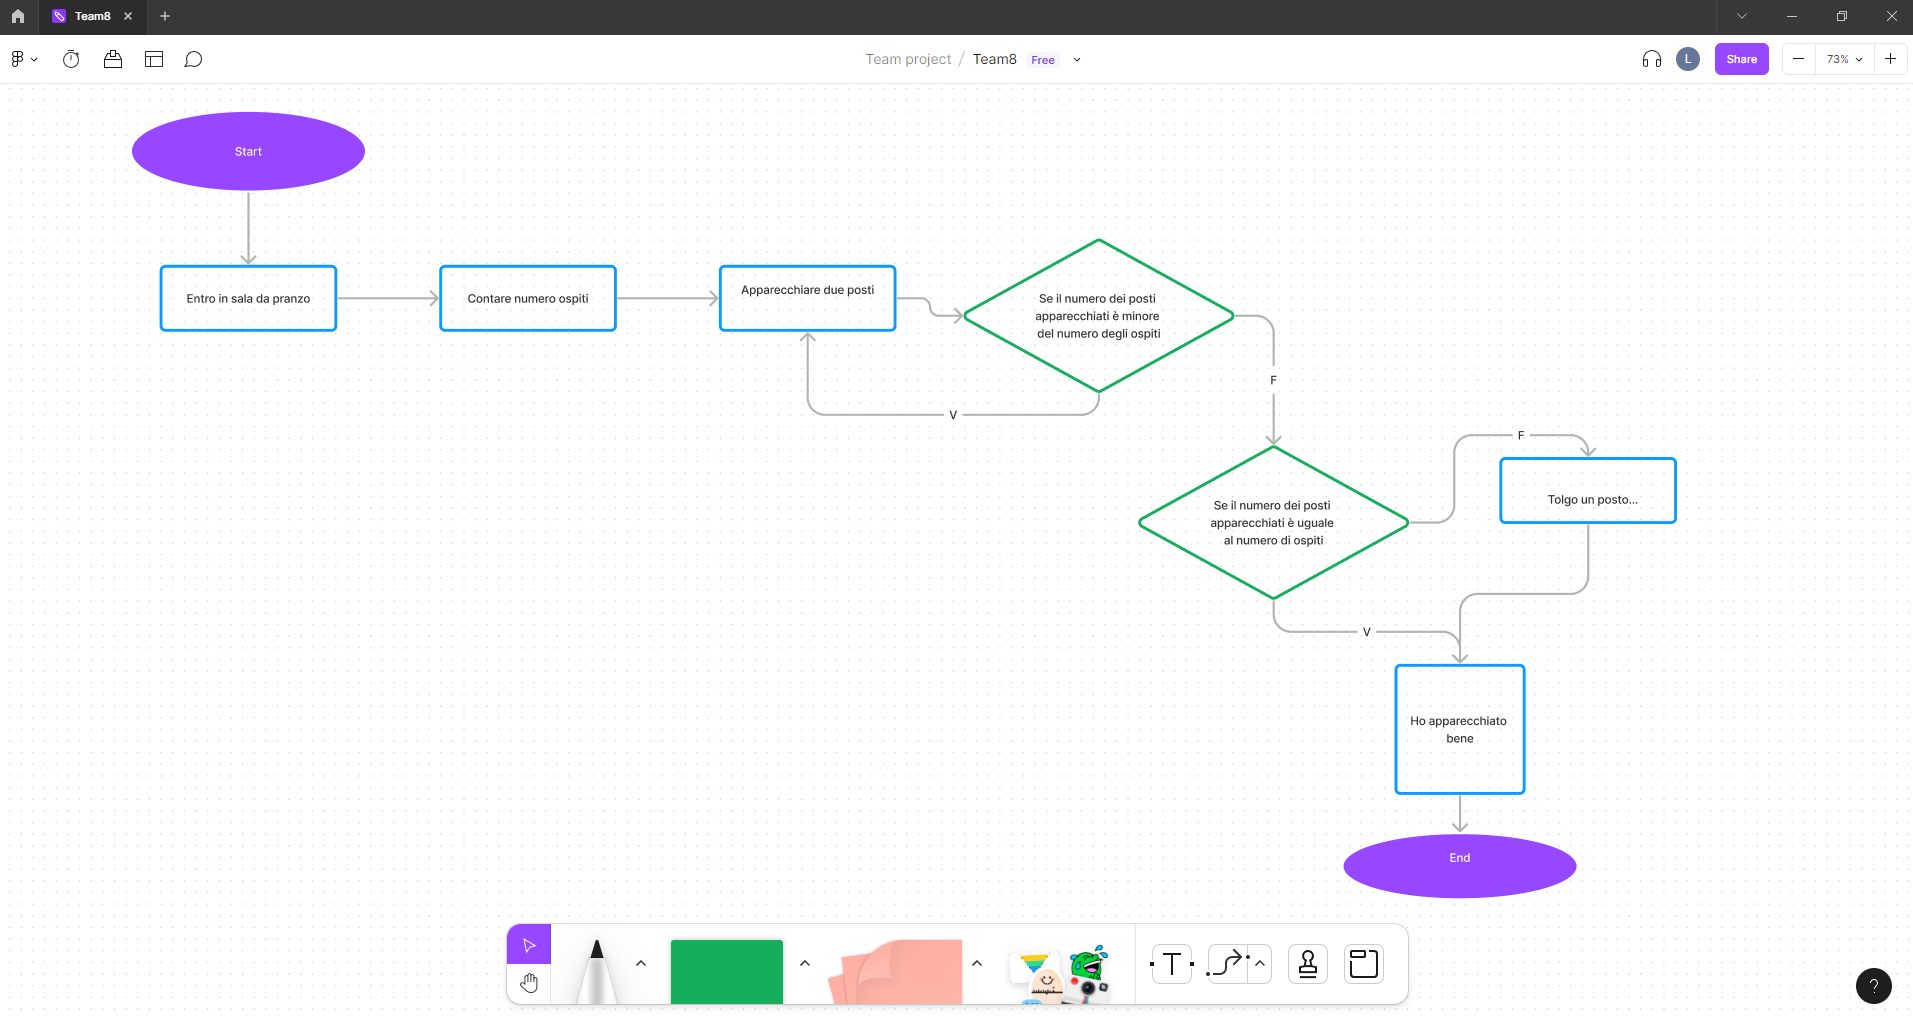 Team8
Team project / Team8 Free
L
Share
73%
Start
Entro in sala da pranzo
Contare numero ospiti
Apparecchiare due posti
Se il numero dei posti
apparecchiati è minore
del numero degli ospiti
F
V
F
Se il numero dei posti
apparecchiati è uguale
al numero di ospiti
Tolgo un posto...
V
Ho apparecchiato
bene
End
T
?